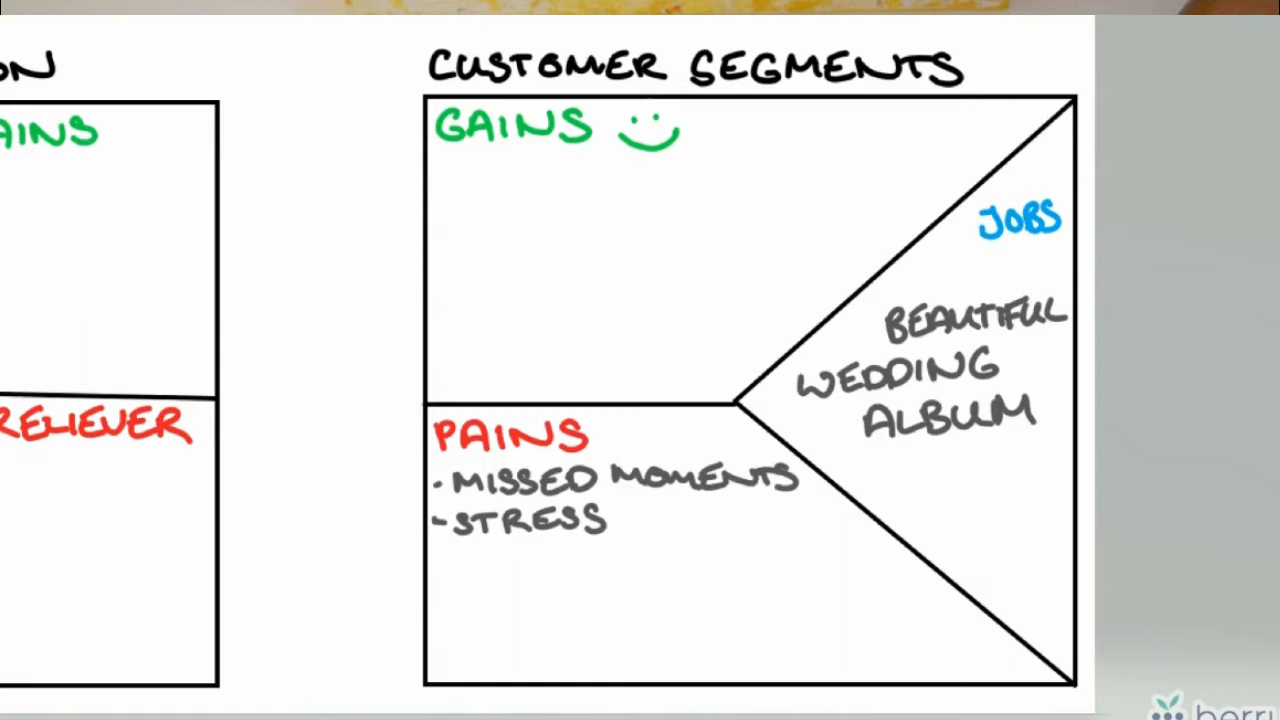 ON
CUSTOMER SEGMENTS
AINS
GAINS
JOBS
BEAUTIFUL
WEDDING
ALBUM
RELIEVER
PAINS
· MISSED MOMENTS
- STRESS
berri